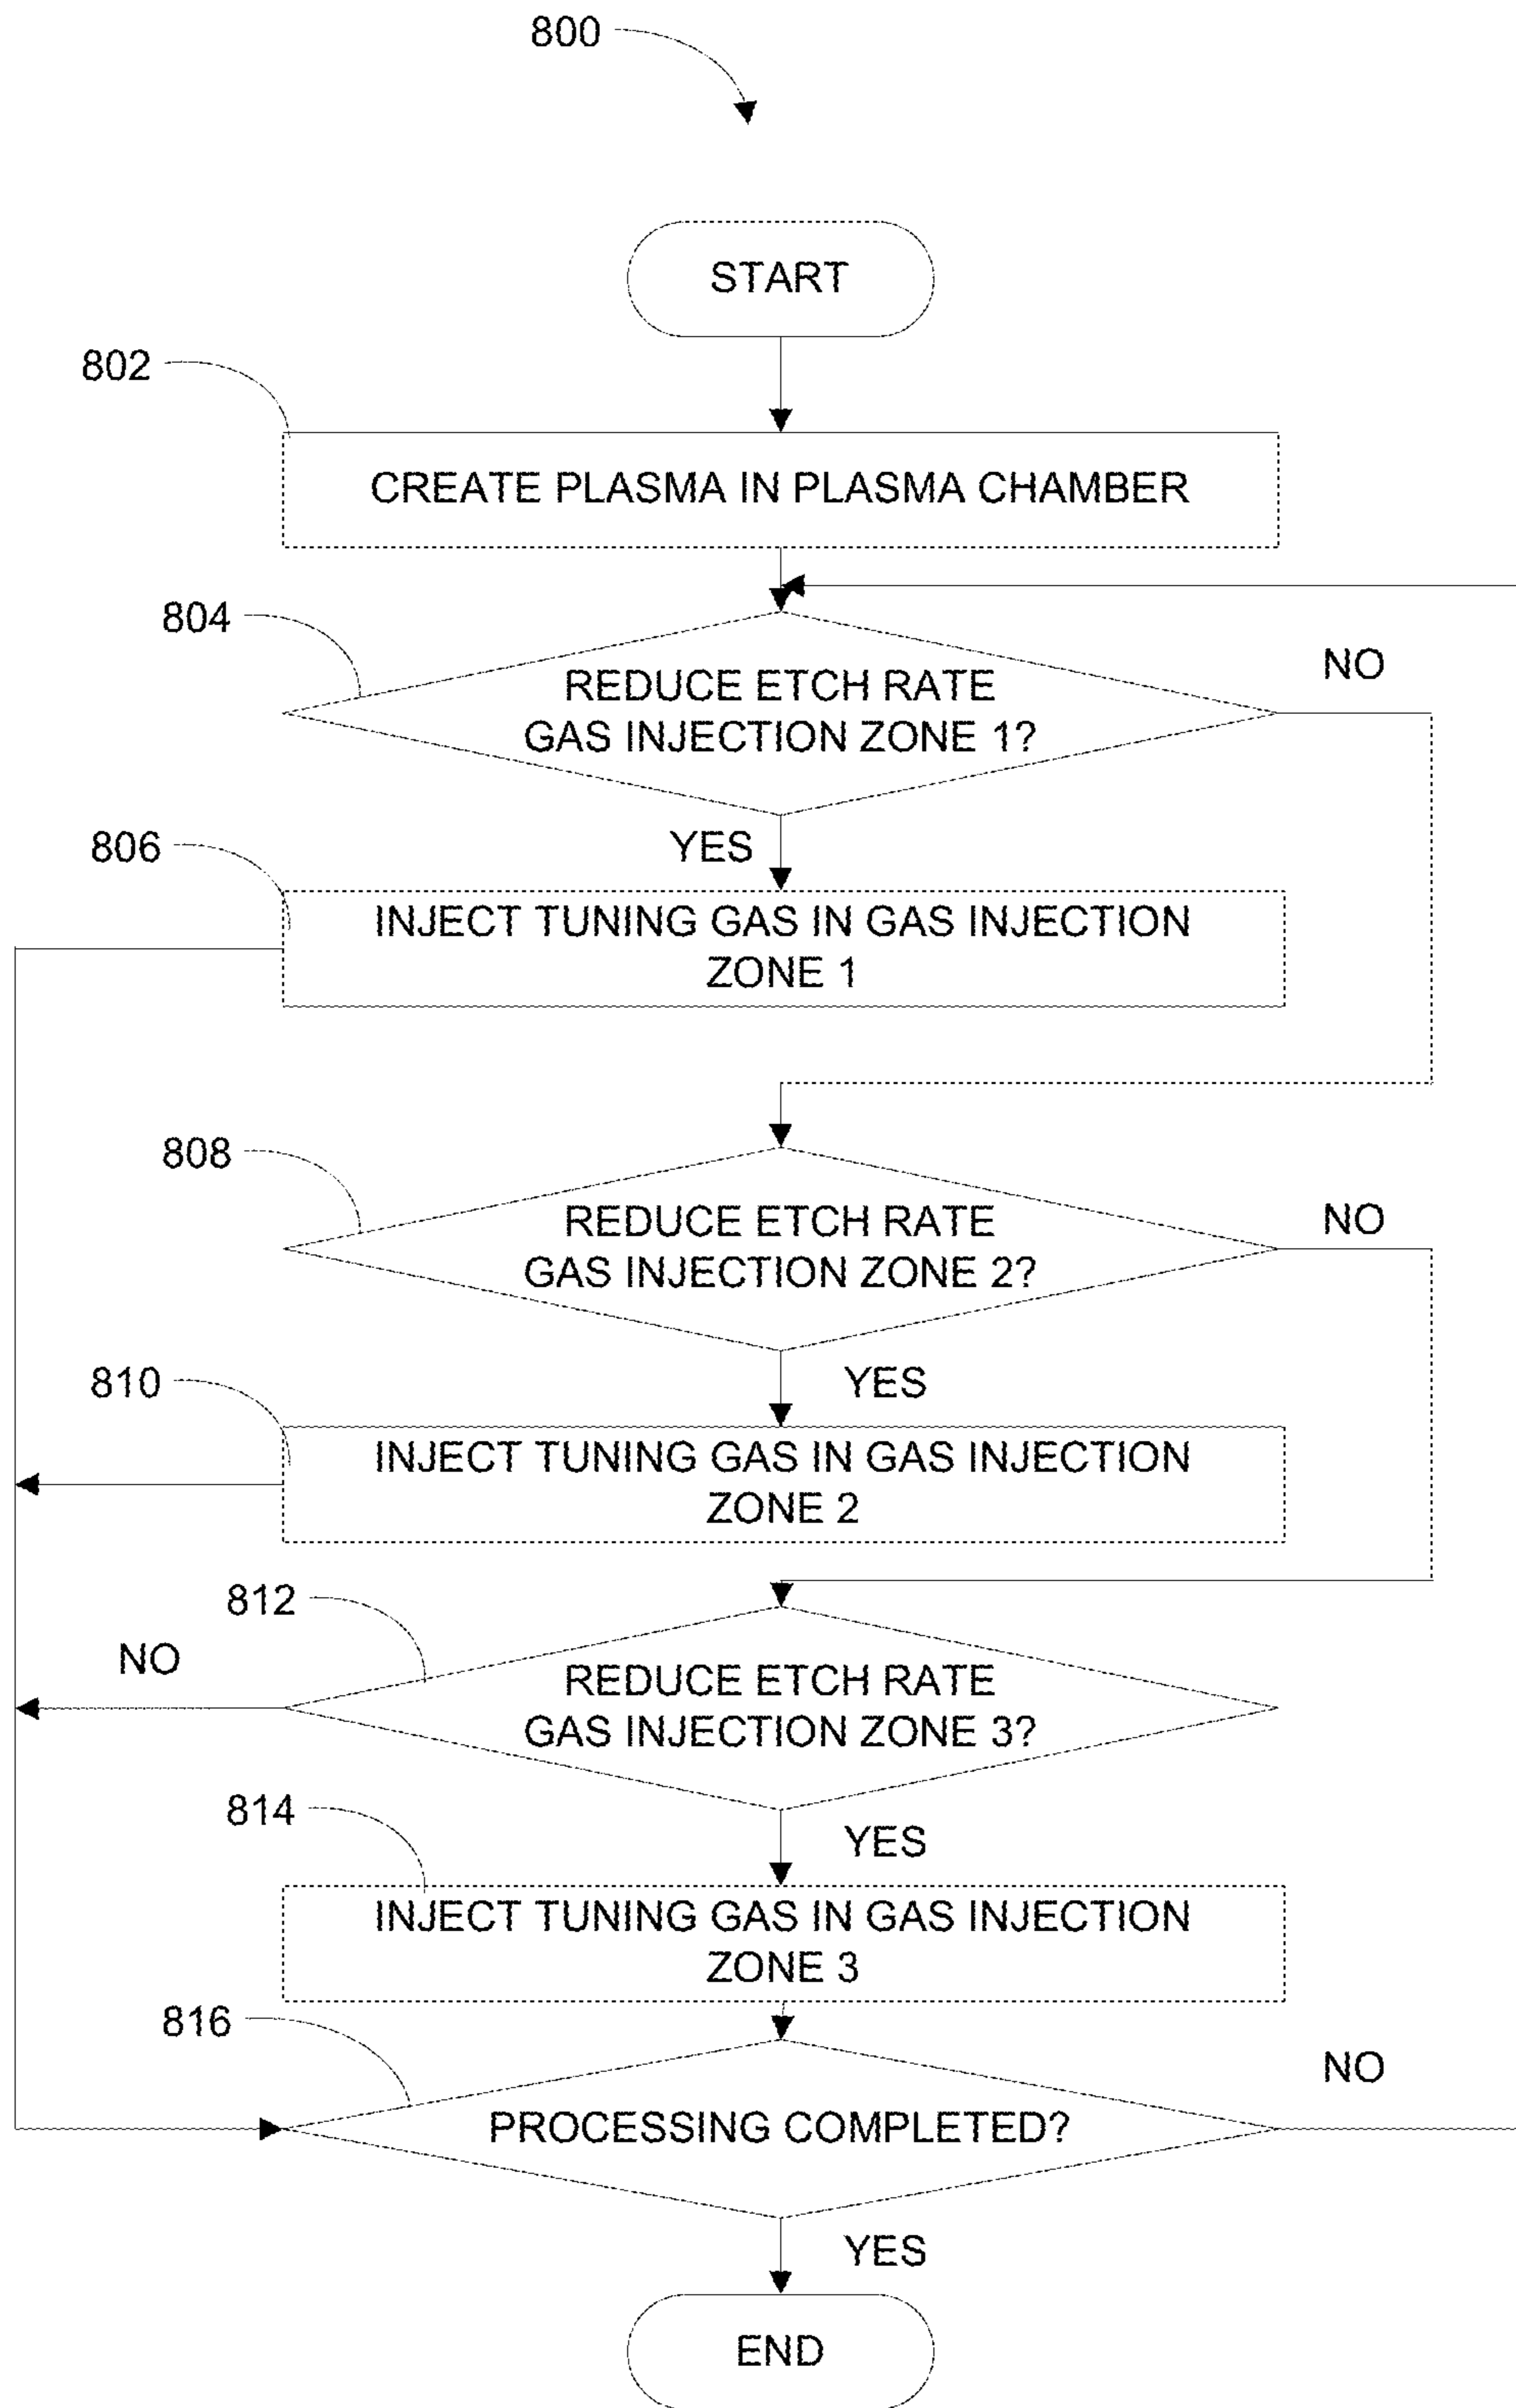 800
START
802
CREATE PLASMA IN PLASMA CHAMBER
804
REDUCE ETCH RATE
GAS INJECTION ZONE 1?
NO
YES
806
INJECT TUNING GAS IN GAS INJECTION
ZONE 1
808
REDUCE ETCH RATE
GAS INJECTION ZONE 2?
NO
YES
810
INJECT TUNING GAS IN GAS INJECTION
ZONE 2
812
NO
REDUCE ETCH RATE
GAS INJECTION ZONE 3?
YES
814
INJECT TUNING GAS IN GAS INJECTION
ZONE 3
816
PROCESSING COMPLETED?
NO
YES
END